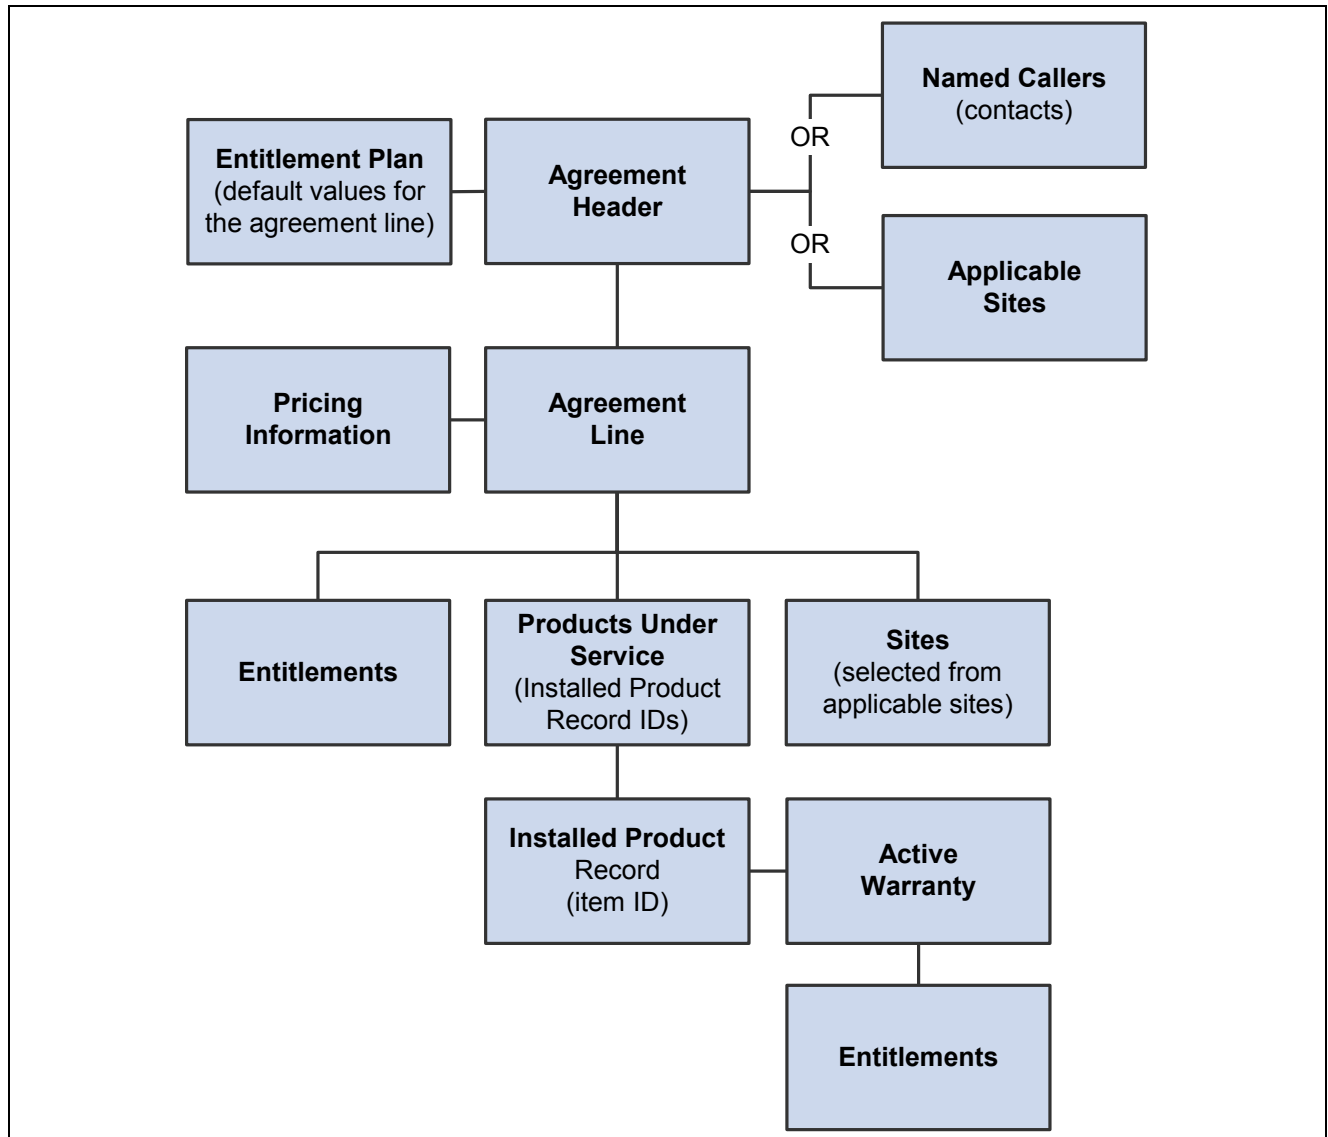 Named Callers
(contacts)
OR
Entitlement Plan
(default values for
the agreement line)
Agreement
Header
OR
Applicable
Sites
Pricing
Information
Agreement
Line
Entitlements
Products Under
Service
(Installed Product
Record IDs)
Sites
(selected from
applicable sites)
Installed Product
Record
(item ID)
Active
Warranty
Entitlements